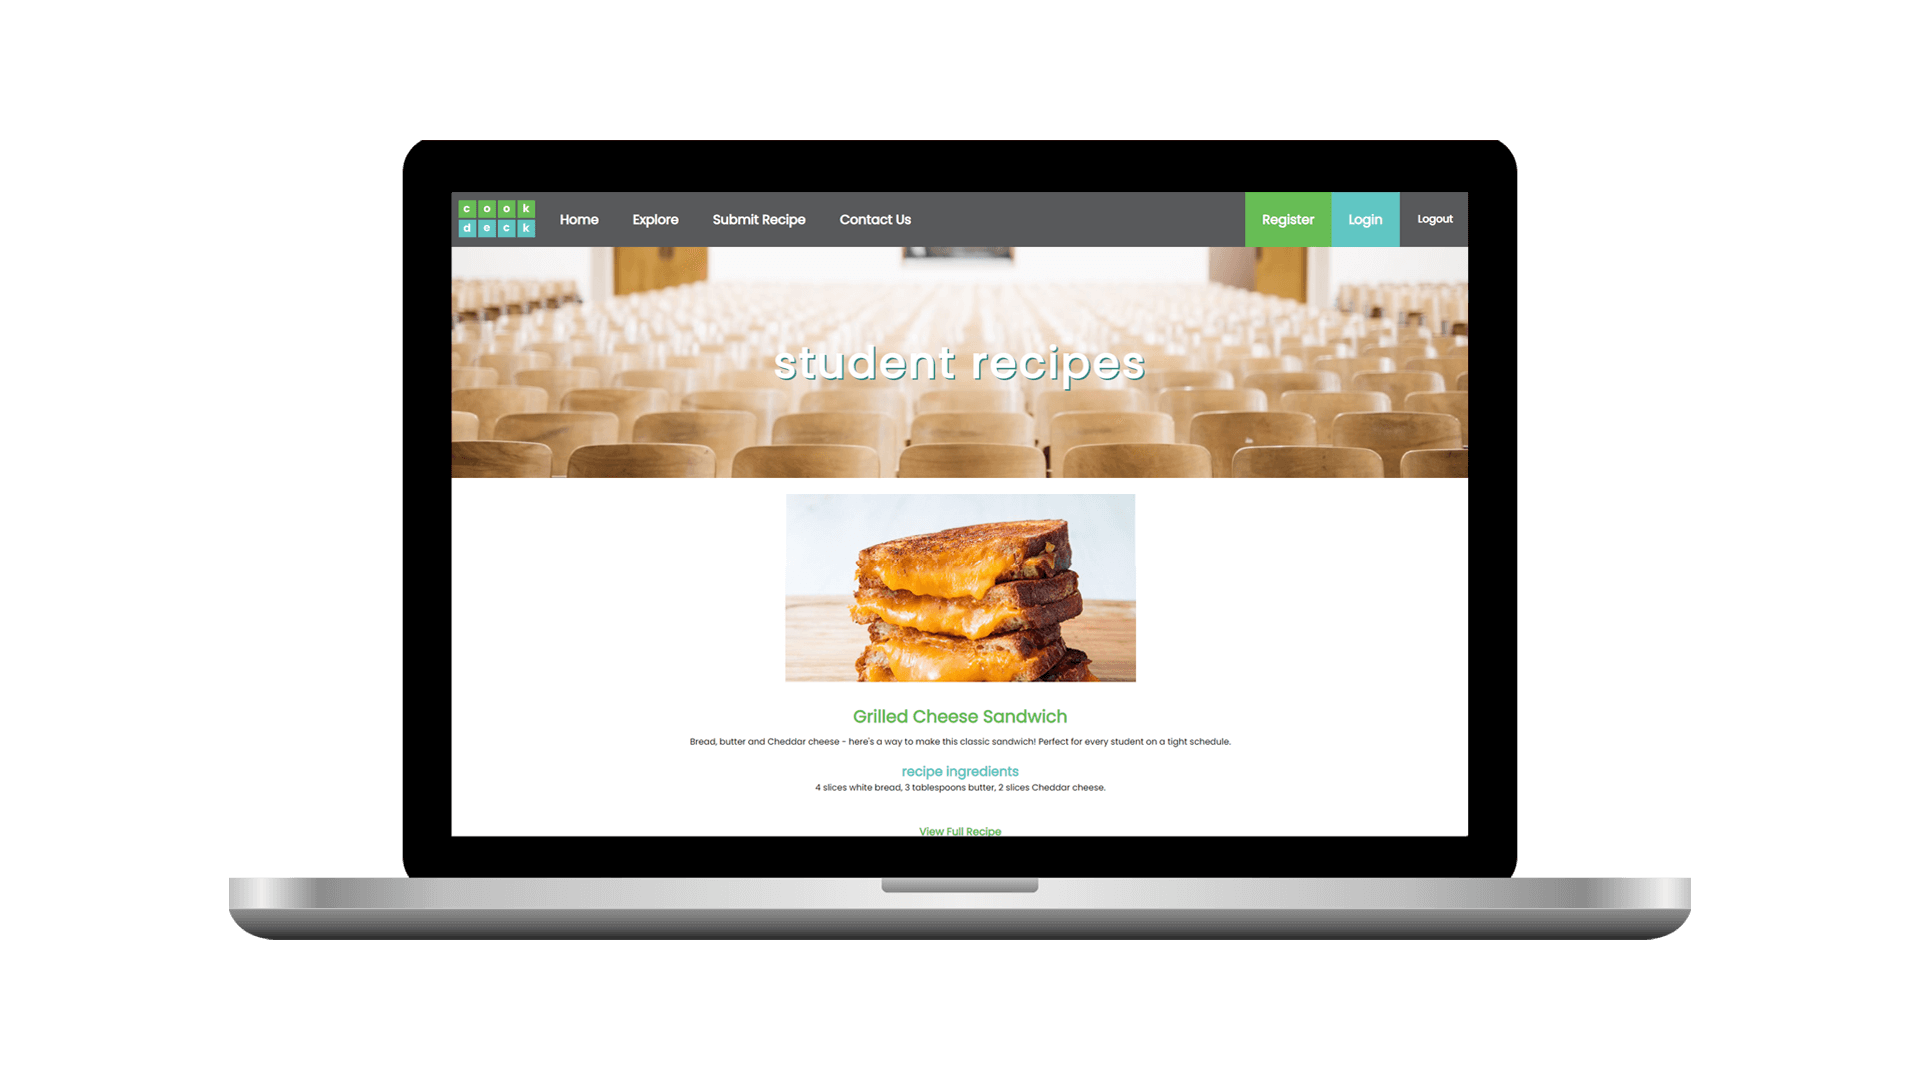 cook
deck
Home Explore Submit Recipe Contact Us Register Login Logout
student recipes
Grilled Cheese Sandwich
Bread, butter and Cheddar cheese - here's a way to make this classic sandwich! Perfect for every student on a tight schedule.
recipe ingredients
4 slices white bread, 3 tablespoons butter, 2 slices Cheddar cheese.
View Full Recipe